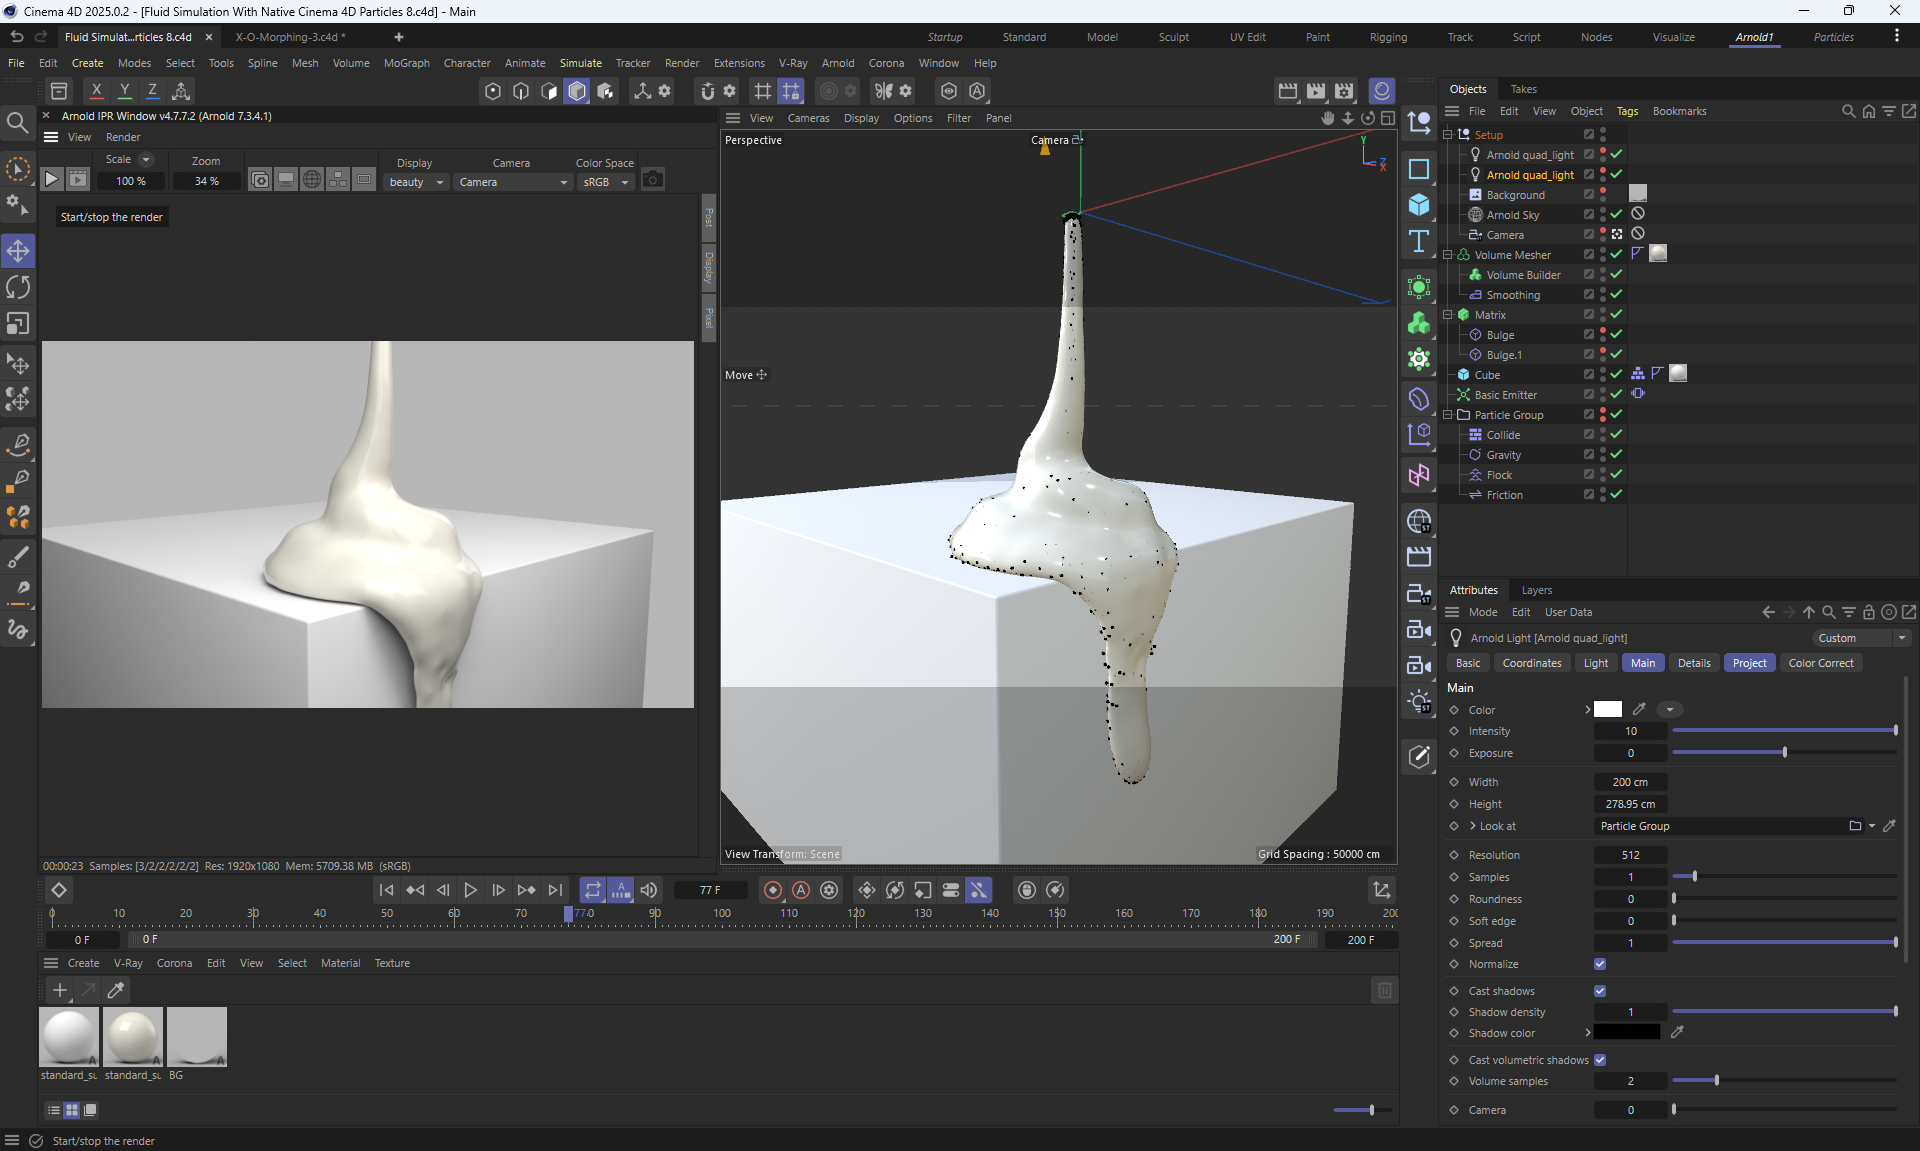 Cinema 4D 2025.0.2 - [Fluid Simulation With Native Cinema 4D Particles 8.c4d] - Main
Fluid Simulat...rticles 8.c4d
X-O-Morphing-3.c4d *
Startup Standard Model Sculpt UV Edit Paint Rigging Track Script Nodes Visualize Arnold1 Particles
File Edit Create Modes Select Tools Spline Mesh Volume MoGraph Character Animate Simulate Tracker Render Extensions V-Ray Arnold Corona Window Help
X Y Z
Arnold IPR Window v4.7.7.2 (Arnold 7.3.4.1)
View Render
Scale
100 %
Zoom
34 %
Display
beauty
Camera
Camera
Color Space
sRGB
Start/stop the render
Post
Display
Pixel
00:00:23 Samples: [3/2/2/2/2/2] Res: 1920x1080 Mem: 5709.38 MB (sRGB)
View Cameras Display Options Filter Panel
Perspective
Camera
Y
Z
X
Move
View Transform: Scene
Grid Spacing : 50000 cm
Objects Takes
File Edit View Object Tags Bookmarks
Setup
Arnold quad_light
Arnold quad_light
Background
Arnold Sky
Camera
Volume Mesher
Volume Builder
Smoothing
Matrix
Bulge
Bulge.1
Cube
Basic Emitter
Particle Group
Collide
Gravity
Flock
Friction
Attributes Layers
Mode Edit User Data
Arnold Light [Arnold quad_light]
Custom
Basic Coordinates Light Main Details Project Color Correct
Main
Color
Intensity 10
Exposure 0
Width 200 cm
Height 278.95 cm
Look at Particle Group
Resolution 512
Samples 1
Roundness 0
Soft edge 0
Spread 1
Normalize
Cast shadows
Shadow density 1
Shadow color
Cast volumetric shadows
Volume samples 2
Camera 0
77 F
0 10 20 30 40 50 60 70 770 90 100 110 120 130 140 150 160 170 180 190 200
0 F
0 F
200 F
200 F
Create V-Ray Corona Edit View Select Material Texture
standard_su
standard_su
BG
Start/stop the render